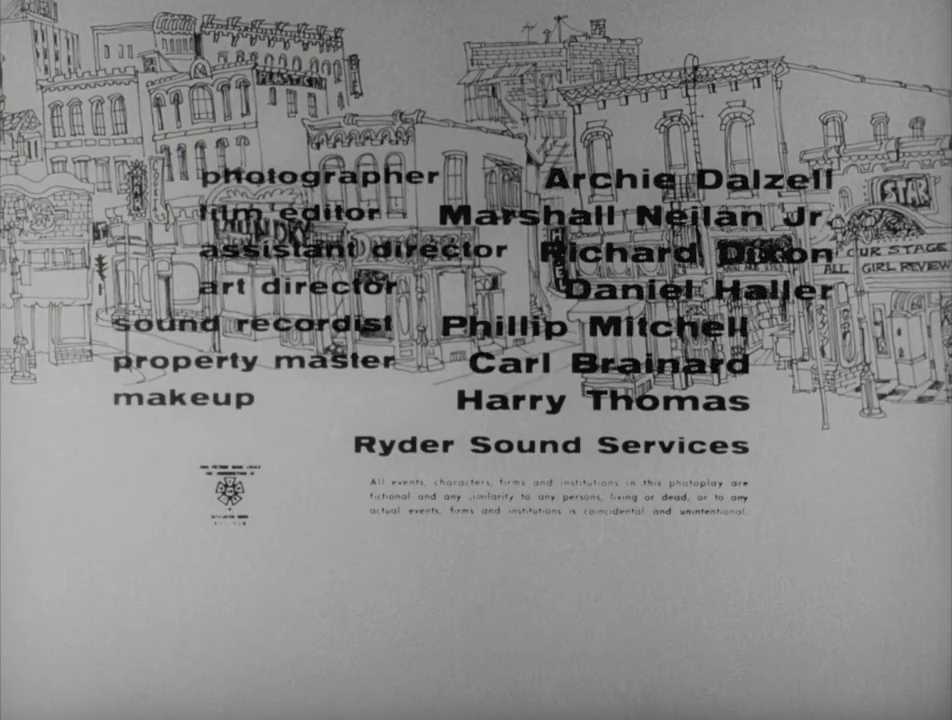 photographer Archie Dalzell
film editor Marshall Neilan Jr.
assistant director Richard Dixon
art director Daniel Haller
sound recordist Phillip Mitchell
property master Carl Brainard
makeup Harry Thomas
Ryder Sound Services
All events, characters, firms and institutions in this photoplay are
fictional and any similarity to any persons, living or dead, or to any
actual events, firms and institutions is coincidental and unintentional.
STAR
OUR STAGE
ALL GIRL REVIEW